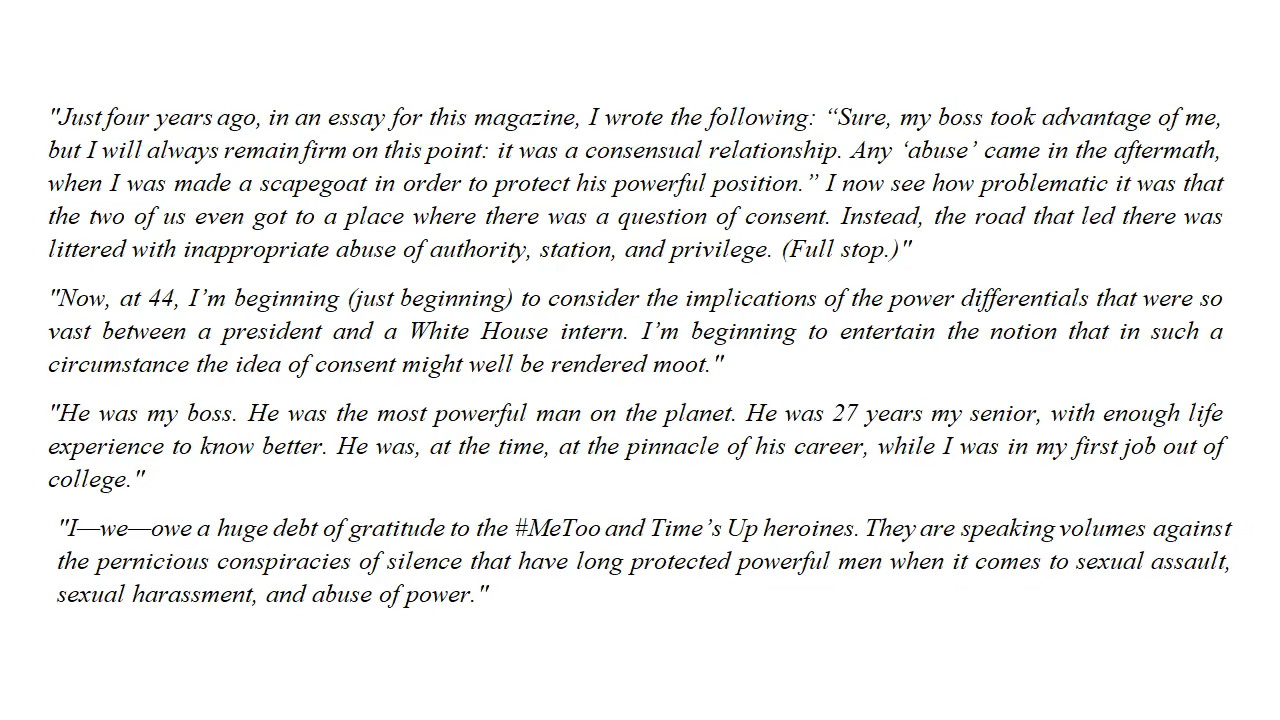 "Just four years ago, in an essay for this magazine, I wrote the following: “Sure, my boss took advantage of me,
but I will always remain firm on this point: it was a consensual relationship. Any ‘abuse’ came in the aftermath,
when I was made a scapegoat in order to protect his powerful position.” I now see how problematic it was that
the two of us even got to a place where there was a question of consent. Instead, the road that led there was
littered with inappropriate abuse of authority, station, and privilege. (Full stop.)"
"Now, at 44, I’m beginning (just beginning) to consider the implications of the power differentials that were so
vast between a president and a White House intern. I’m beginning to entertain the notion that in such a
circumstance the idea of consent might well be rendered moot."
"He was my boss. He was the most powerful man on the planet. He was 27 years my senior, with enough life
experience to know better. He was, at the time, at the pinnacle of his career, while I was in my first job out of
college."
"I—we—owe a huge debt of gratitude to the #MeToo and Time’s Up heroines. They are speaking volumes against
the pernicious conspiracies of silence that have long protected powerful men when it comes to sexual assault,
sexual harassment, and abuse of power."